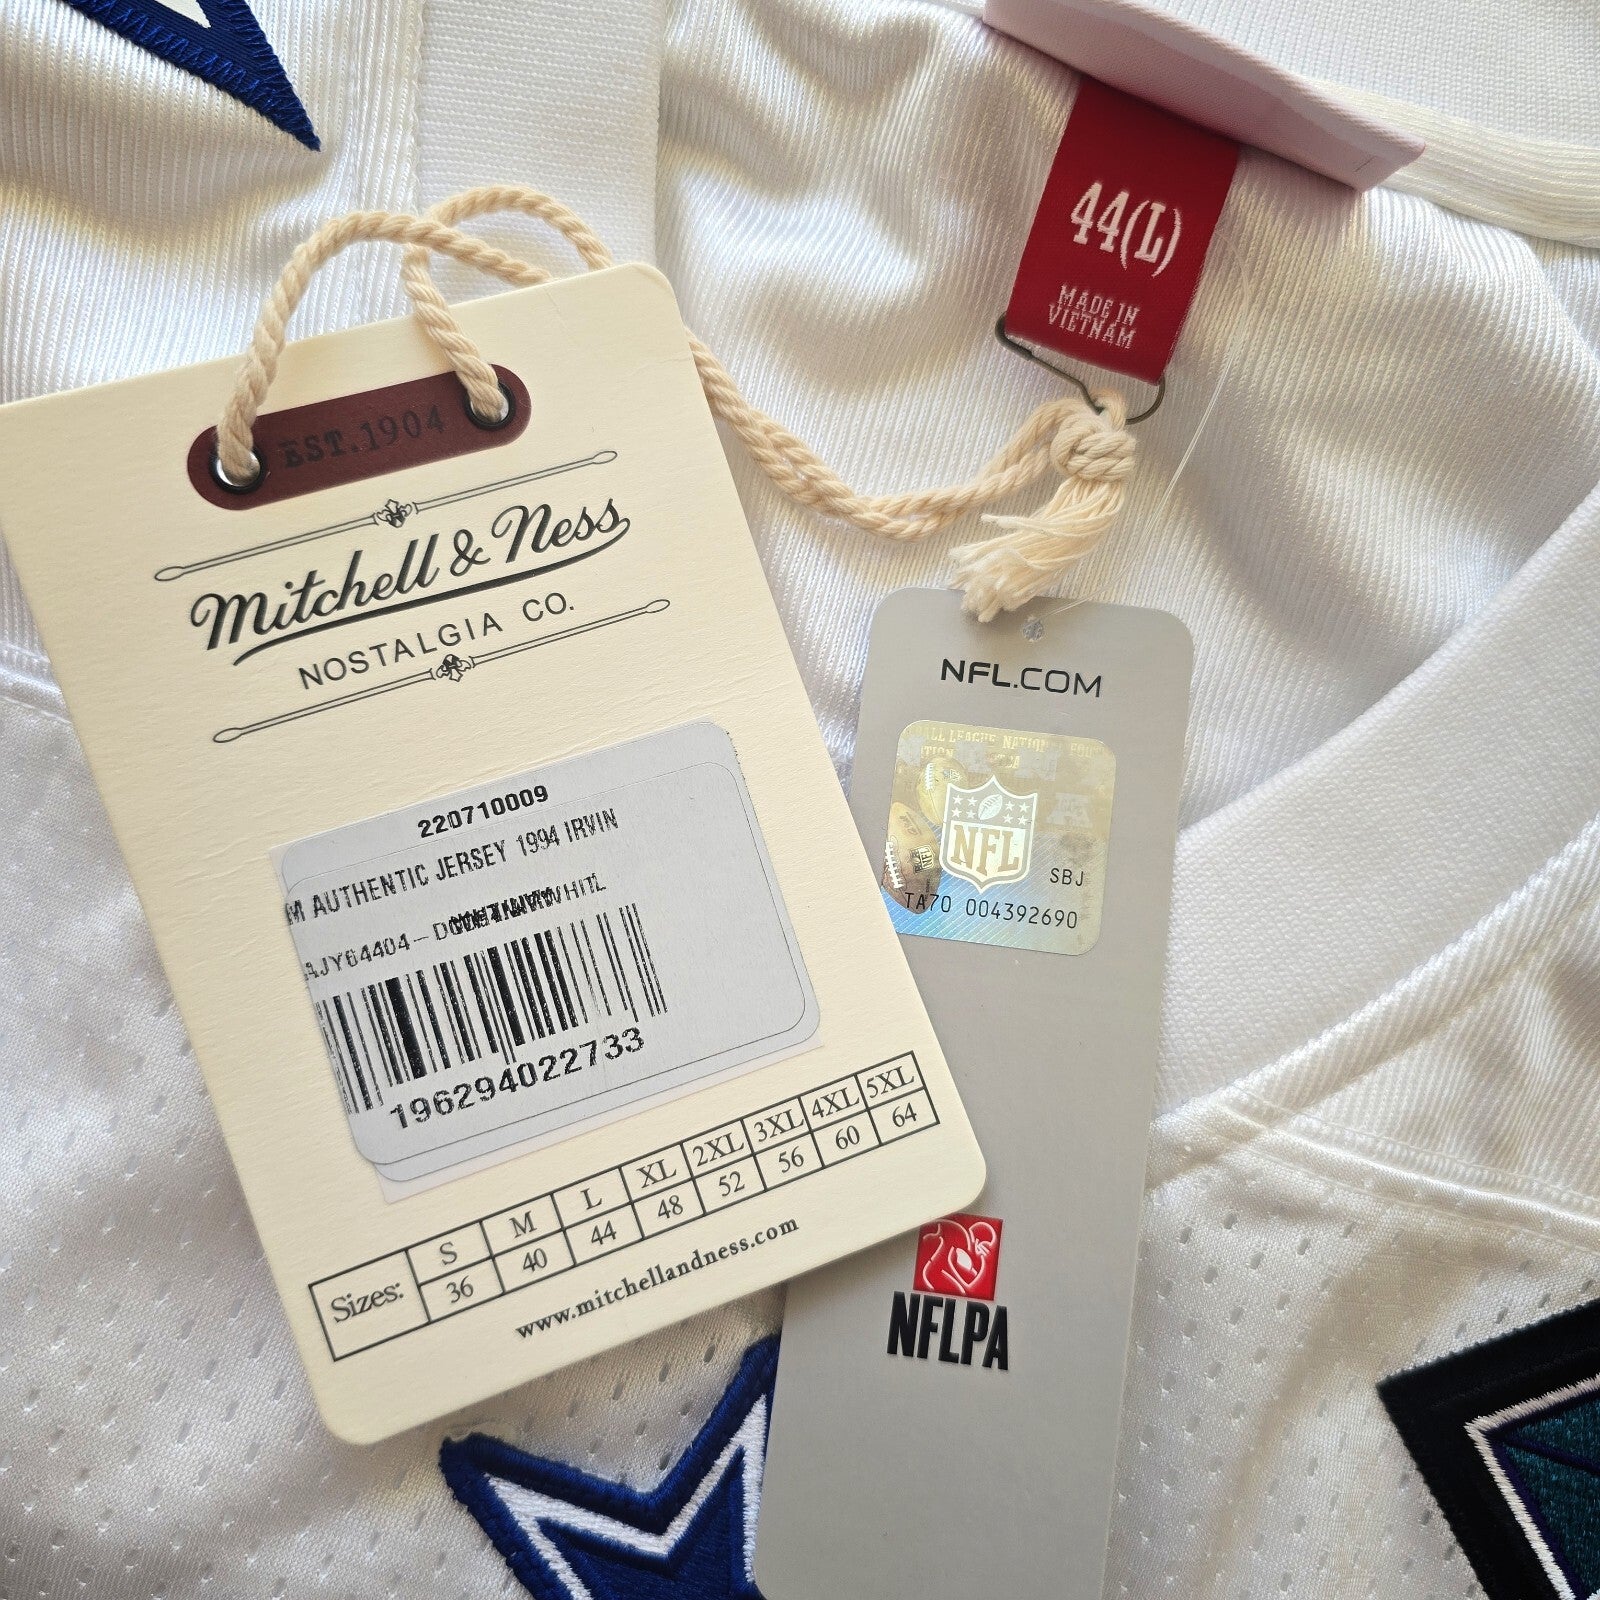 44(L)
MADE IN
VIETNAM
EST.1904
Mitchell & Ness
NOSTALGIA CO.
220710009
M AUTHENTIC JERSEY 1994 IRVIN
AJY64404-
196294022733
Sizes: S M L XL 2XL 3XL 4XL 5XL
36 40 44 48 52 56 60 64
www.mitchellandness.com
NFL.COM
NFL
SBJ
TA70 004392690
NFLPA